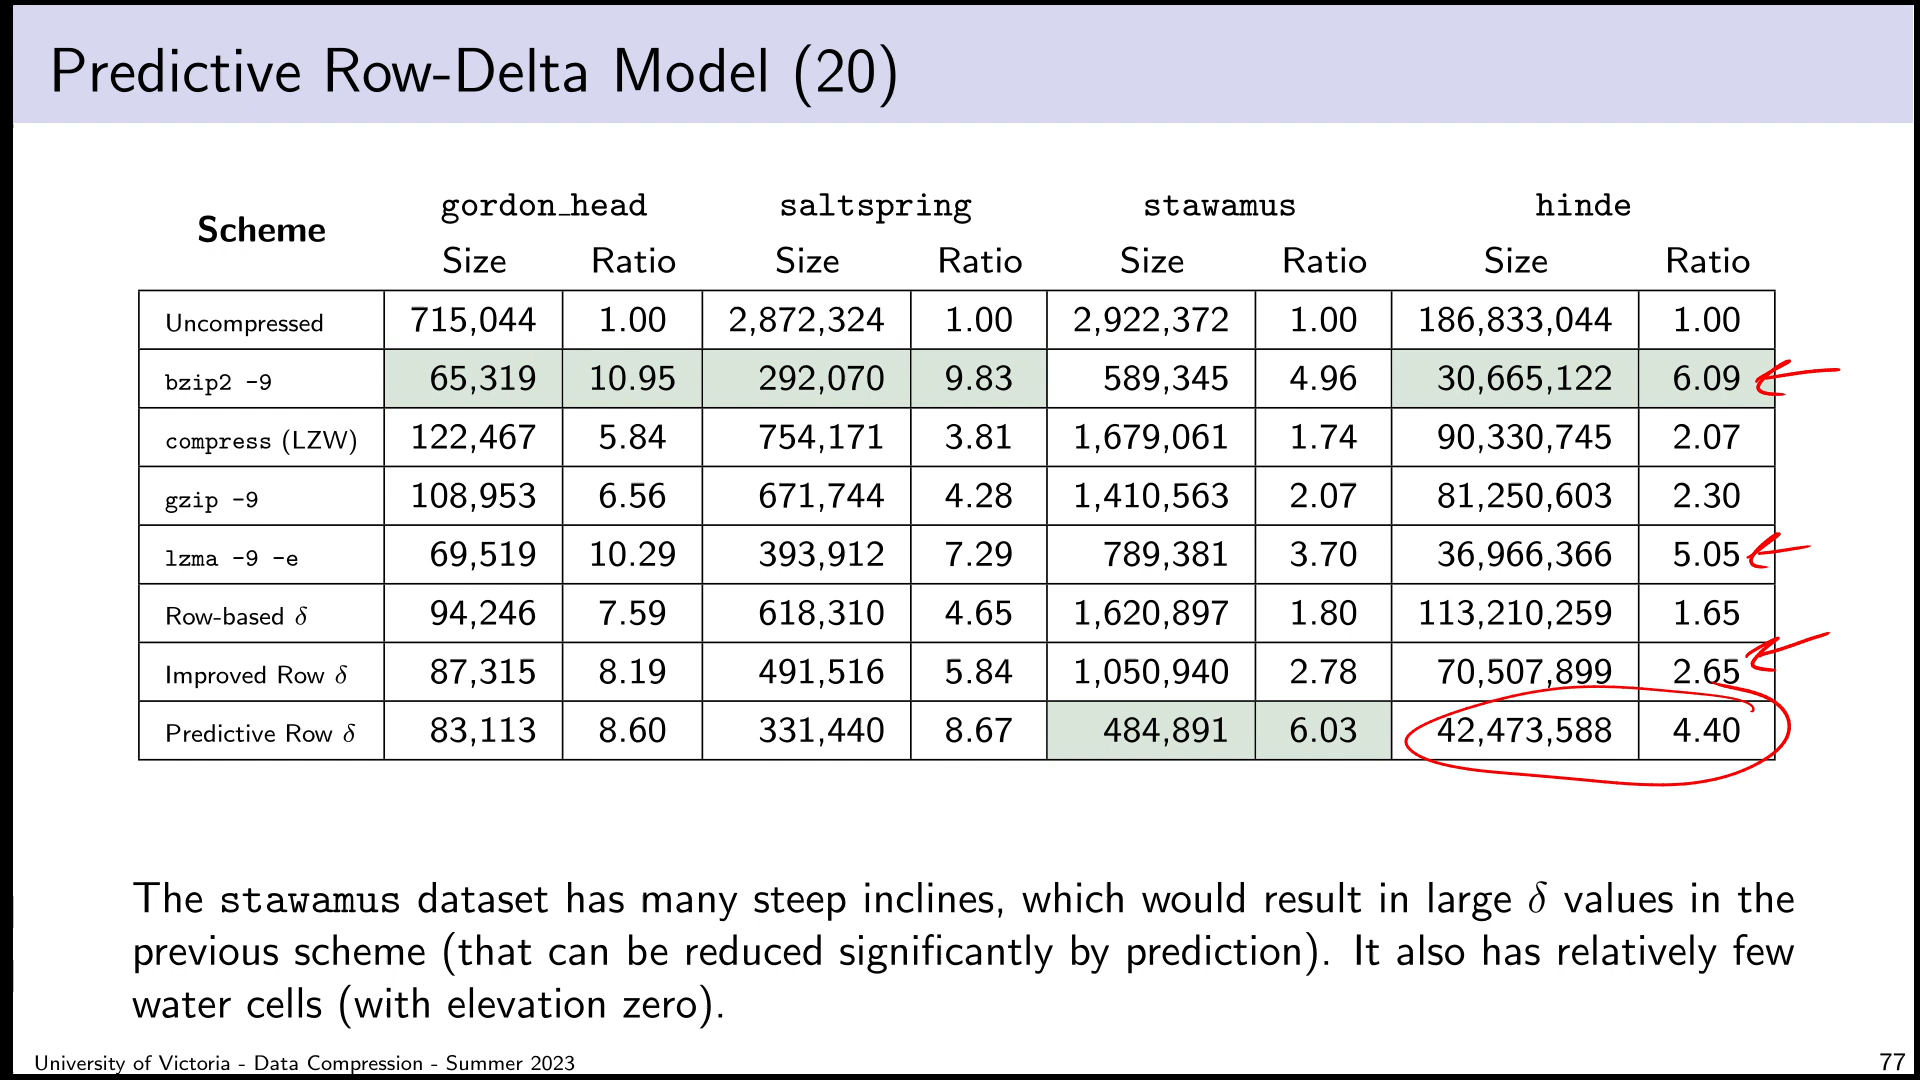 Predictive Row-Delta Model (20)
Scheme gordon_head saltspring stawamus hinde
Size Ratio Size Ratio Size Ratio Size Ratio
Uncompressed 715,044 1.00 2,872,324 1.00 2,922,372 1.00 186,833,044 1.00
bzip2 -9 65,319 10.95 292,070 9.83 589,345 4.96 30,665,122 6.09
compress (LZW) 122,467 5.84 754,171 3.81 1,679,061 1.74 90,330,745 2.07
gzip -9 108,953 6.56 671,744 4.28 1,410,563 2.07 81,250,603 2.30
lzma -9 -e 69,519 10.29 393,912 7.29 789,381 3.70 36,966,366 5.05
Row-based δ 94,246 7.59 618,310 4.65 1,620,897 1.80 113,210,259 1.65
Improved Row δ 87,315 8.19 491,516 5.84 1,050,940 2.78 70,507,899 2.65
Predictive Row δ 83,113 8.60 331,440 8.67 484,891 6.03 42,473,588 4.40
The stawamus dataset has many steep inclines, which would result in large δ values in the
previous scheme (that can be reduced significantly by prediction). It also has relatively few
water cells (with elevation zero).
University of Victoria - Data Compression - Summer 2023 77